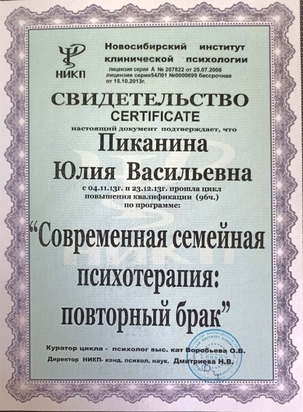 НИКП
Новосибирский институт
клинической психологии
лицензия серия А № 207822 от 25.07.2008
лицензия серия54Л01 №0000699 бессрочная
от 15.10.2013г.
СВИДЕТЕЛЬСТВО
CERTIFICATE
настоящий документ подтверждает, что
Пиканина
Юлия Васильевна
с 04.11.13г. п 23.12.13г. прошла цикл
повышения квалификации (96ч.)
по программе:
“Современная семейная
психотерапия:
повторный брак”
Куратор цикла - психолог выс. кат Воробьева О.В.
Директор НИКП- канд. психол. наук. Дмитриева Н.В.